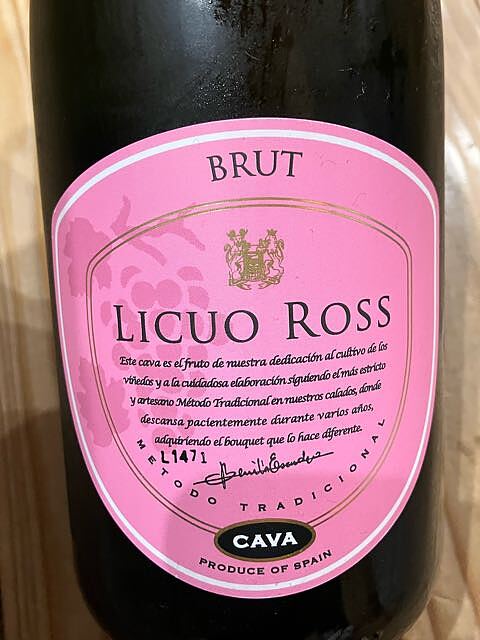 BRUT
LICUO ROSS
Este cava es el fruto de nuestra dedicación al cultivo de los
viñedos y a la cuidadosa elaboración siguiendo el más estricto
y artesano Método Tradicional en nuestros calados, donde
descansa pacientemente durante varios años,
adquiriendo el bouquet que lo hace diferente.
L1471
METODO TRADICIONAL
CAVA
PRODUCE OF SPAIN